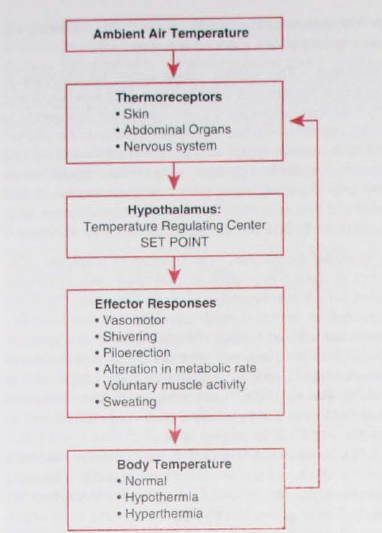 Ambient Air Temperature
Thermoreceptors
• Skin
• Abdominal Organs
• Nervous system
Hypothalamus:
Temperature Regulating Center
SET POINT
Effector Responses
• Vasomotor
• Shivering
• Piloerection
• Alteration in metabolic rate
• Voluntary muscle activity
• Sweating
Body Temperature
• Normal
• Hypothermia
• Hyperthermia